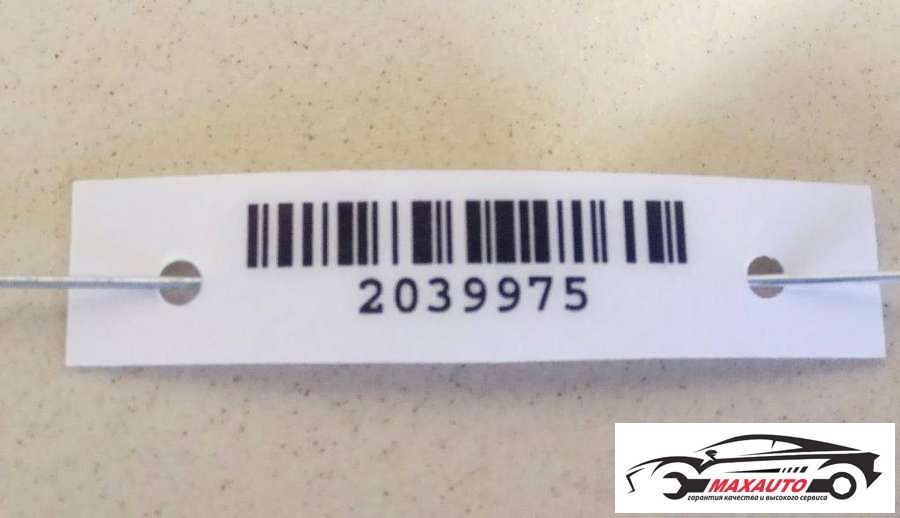 2039975
MAXAUTO
гарантия качества и высокого сервиса